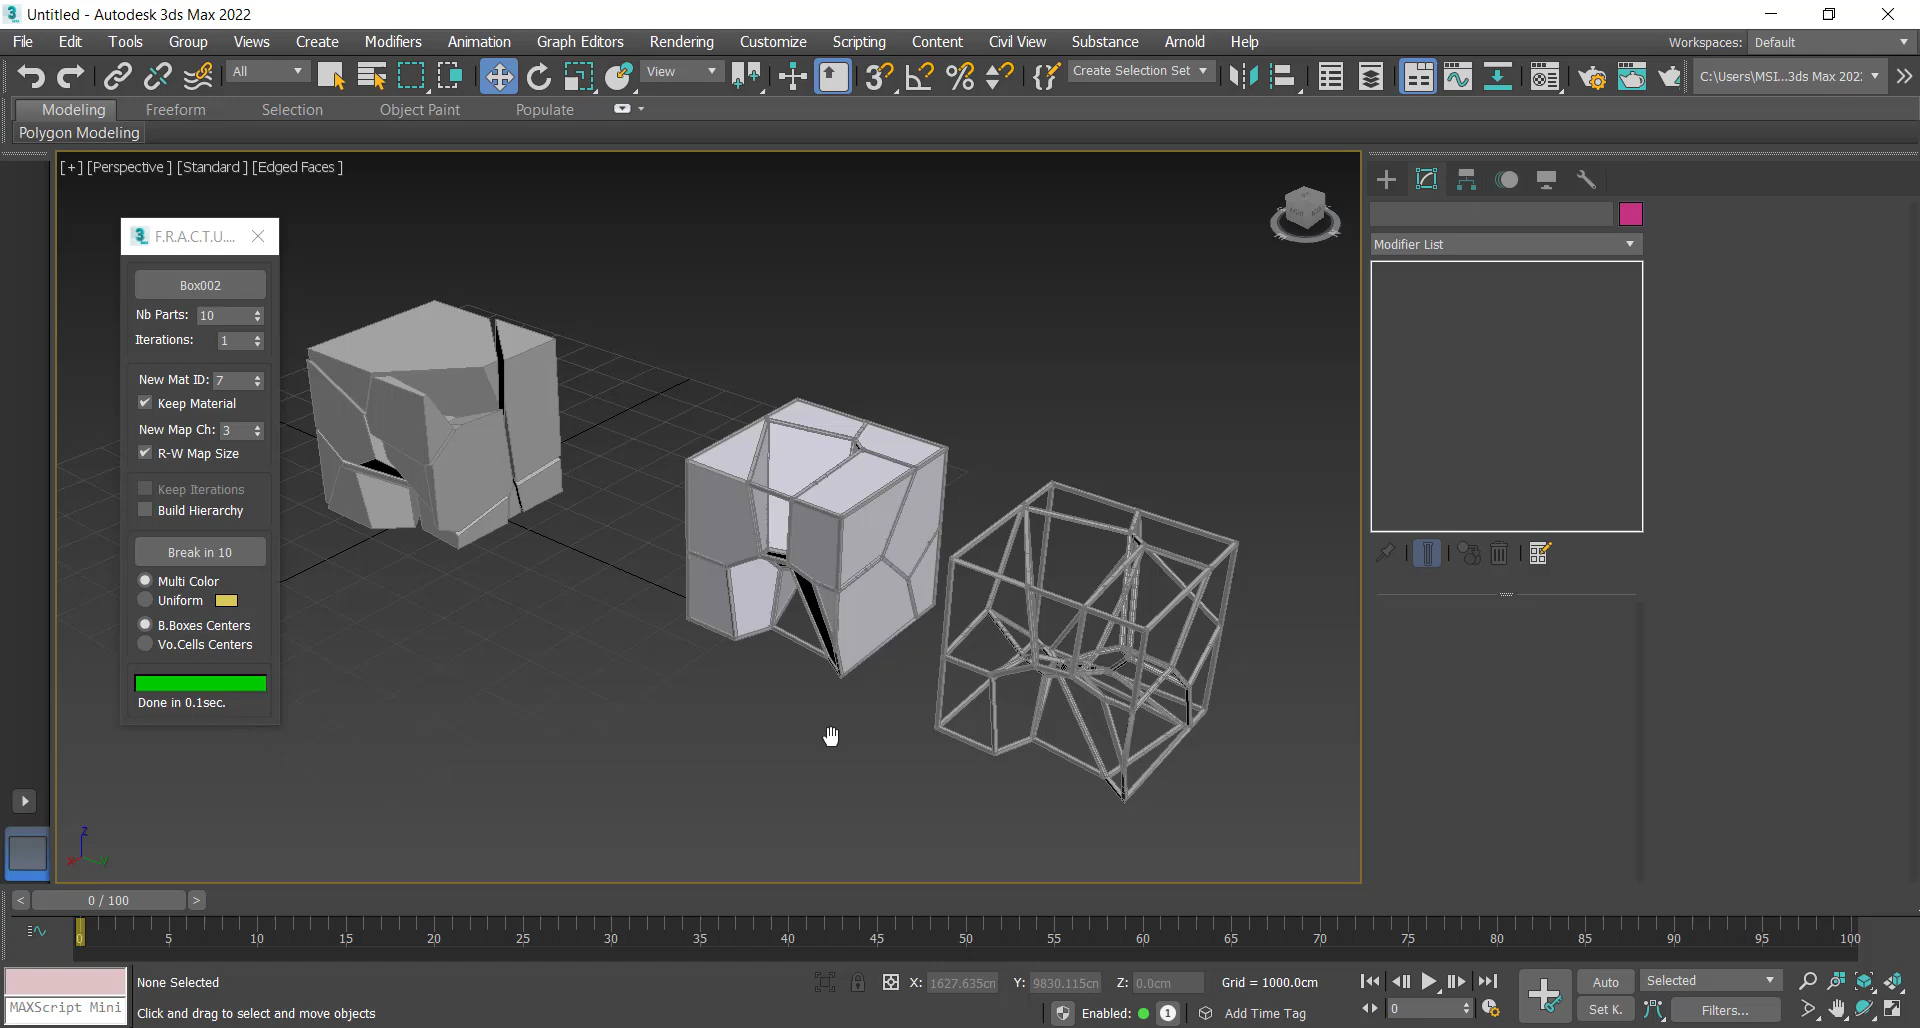 Untitled - Autodesk 3ds Max 2022
File Edit Tools Group Views Create Modifiers Animation Graph Editors Rendering Customize Scripting Content Civil View Substance Arnold Help Workspaces: Default
All View Create Selection Set C:\Users\MSI...3ds Max 202
Modeling Freeform Selection Object Paint Populate
Polygon Modeling
[+] [Perspective ] [Standard ] [Edged Faces ]
F.R.A.C.T.U....
Box002
Nb Parts: 10
Iterations: 1
New Mat ID: 7
Keep Material
New Map Ch: 3
R-W Map Size
Keep Iterations
Build Hierarchy
Break in 10
Multi Color
Uniform
B.Boxes Centers
Vo.Cells Centers
Done in 0.1sec.
Modifier List
z
x y
< 0 / 100 >
0 5 10 15 20 25 30 35 40 45 50 55 60 65 70 75 80 85 90 95 100
None Selected X: 1627.635cn Y: 9830.115cn Z: 0.0cm Grid = 1000.0cm Auto Selected
MAXScript Mini Click and drag to select and move objects Enabled: 1 Add Time Tag 0 Set K. Filters...